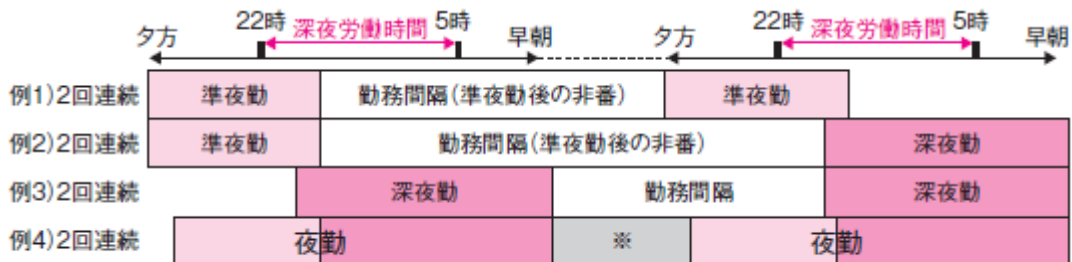 22時 深夜労働時間 5時 22時 深夜労働時間 5時
夕方 早朝 夕方 早朝
例1)2回連続 準夜勤 勤務間隔(準夜勤後の非番) 準夜勤
例2)2回連続 準夜勤 勤務間隔(準夜勤後の非番) 深夜勤
例3)2回連続 深夜勤 勤務間隔 深夜勤
例4)2回連続 夜勤 ※ 夜勤